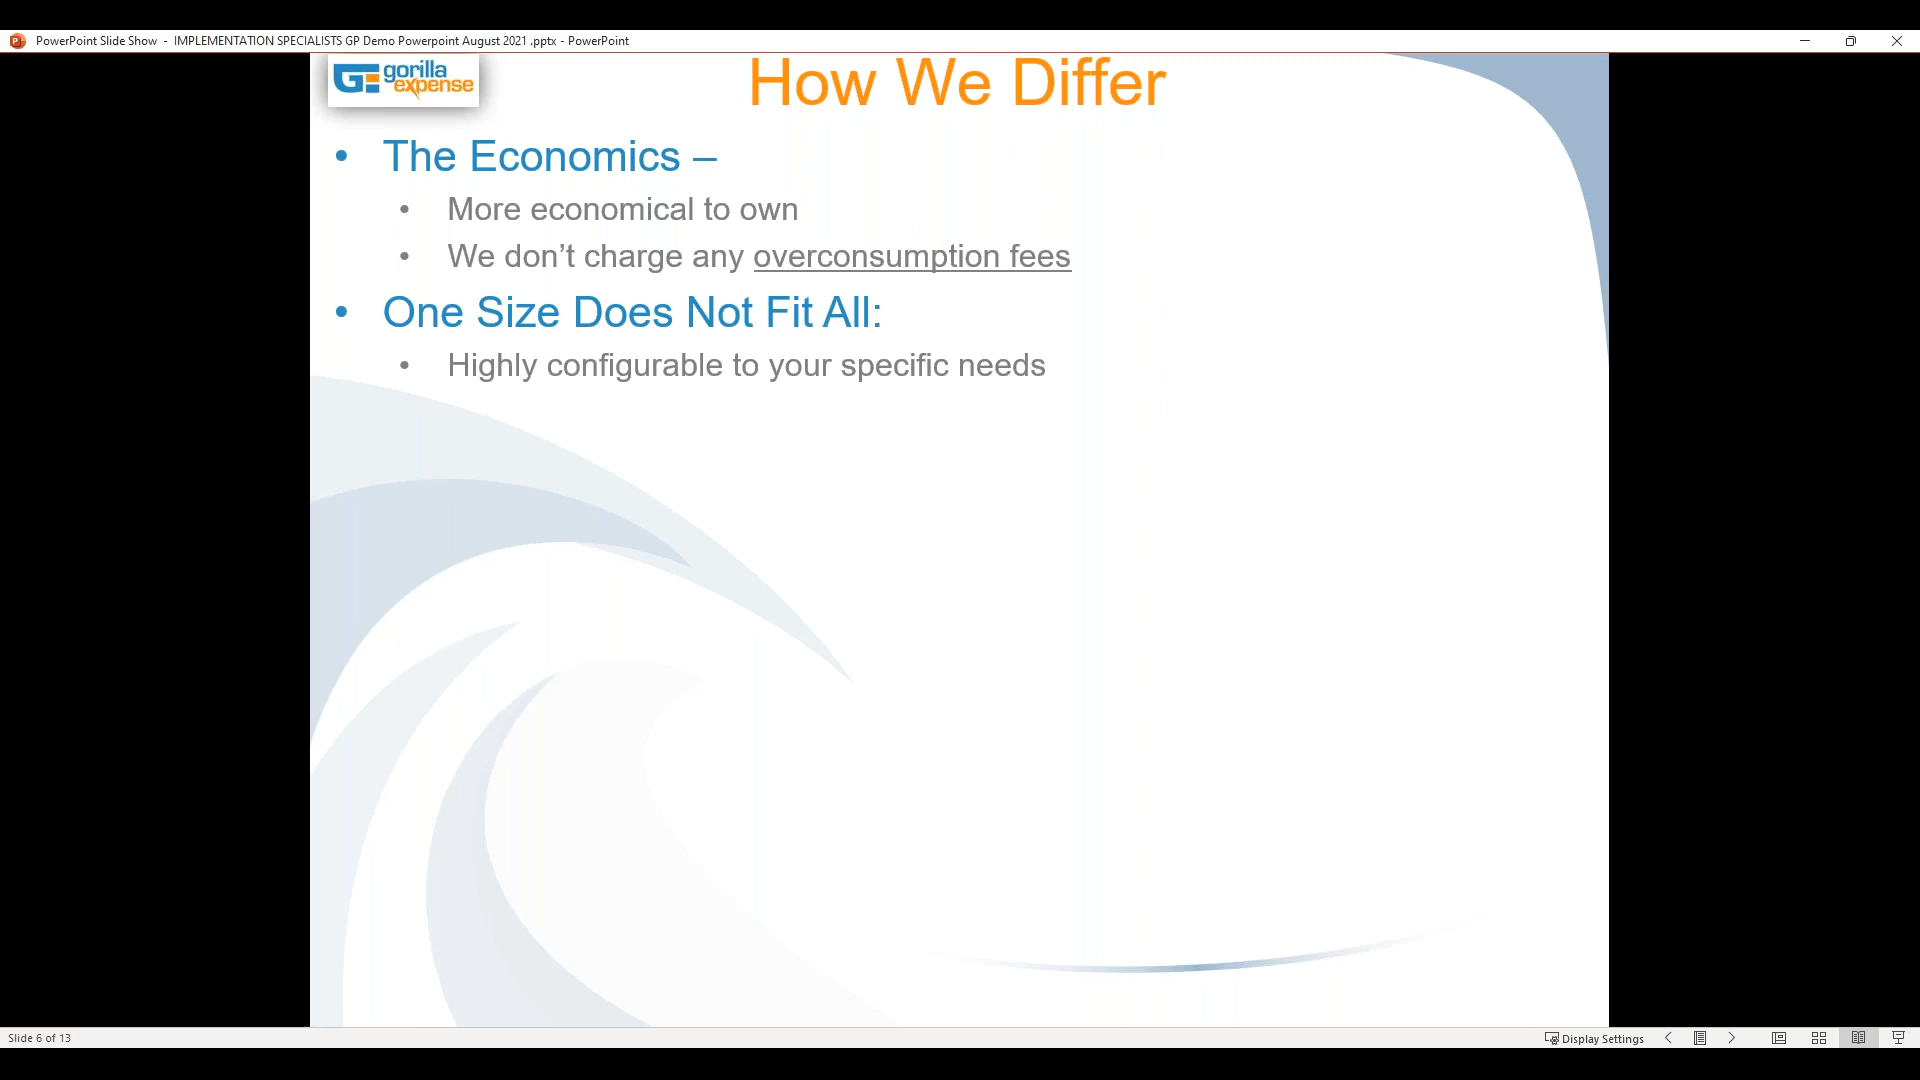 PowerPoint Slide Show - IMPLEMENTATION SPECIALISTS GP Demo Powerpoint August 2021 .pptx - PowerPoint
GE gorilla
expense
How We Differ
• The Economics –
• More economical to own
• We don’t charge any overconsumption fees
• One Size Does Not Fit All:
• Highly configurable to your specific needs
Slide 6 of 13
Display Settings